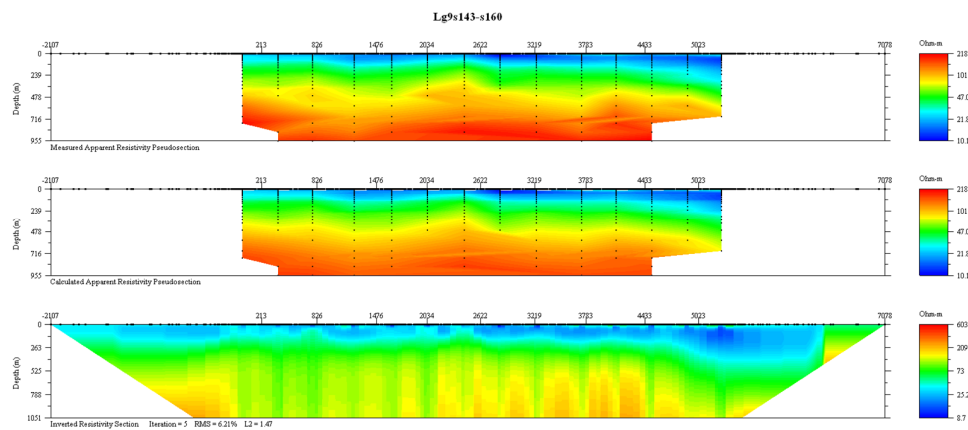 Lg9s143-s160
-2107 213 826 1476 2034 2622 3219 3783 4433 5023 7078
Ohm-m
Depth (m)
0
239
478
716
955
218
101
47.0
21.8
10.1
Measured Apparent Resistivity Pseudosection
-2107 213 826 1476 2034 2622 3219 3783 4433 5023 7078
Ohm-m
Depth (m)
0
239
478
716
955
218
101
47.0
21.8
10.1
Calculated Apparent Resistivity Pseudosection
-2107 213 826 1476 2034 2622 3219 3783 4433 5023 7078
Ohm-m
Depth (m)
0
263
525
788
1051
603
209
73
25.2
8.7
Inverted Resistivity Section Iteration = 5 RMS = 6.21% L2 = 1.47